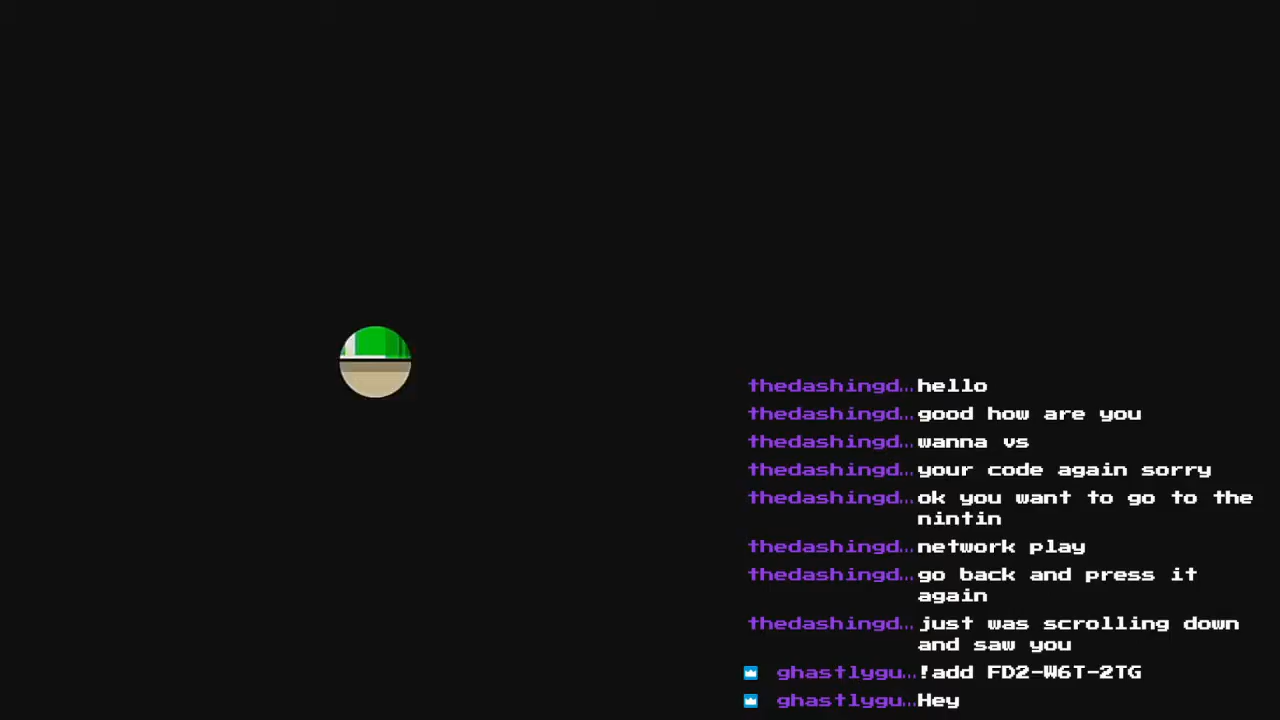 thedashingd... hello
thedashingd... good how are you
thedashingd... wanna vs
thedashingd... your code again sorry
thedashingd... ok you want to go to the
nintin
thedashingd... network play
thedashingd... go back and press it
again
thedashingd... just was scrolling down
and saw you
ghastlygu... !add FD2-W6T-2TG
ghastlygu... Hey